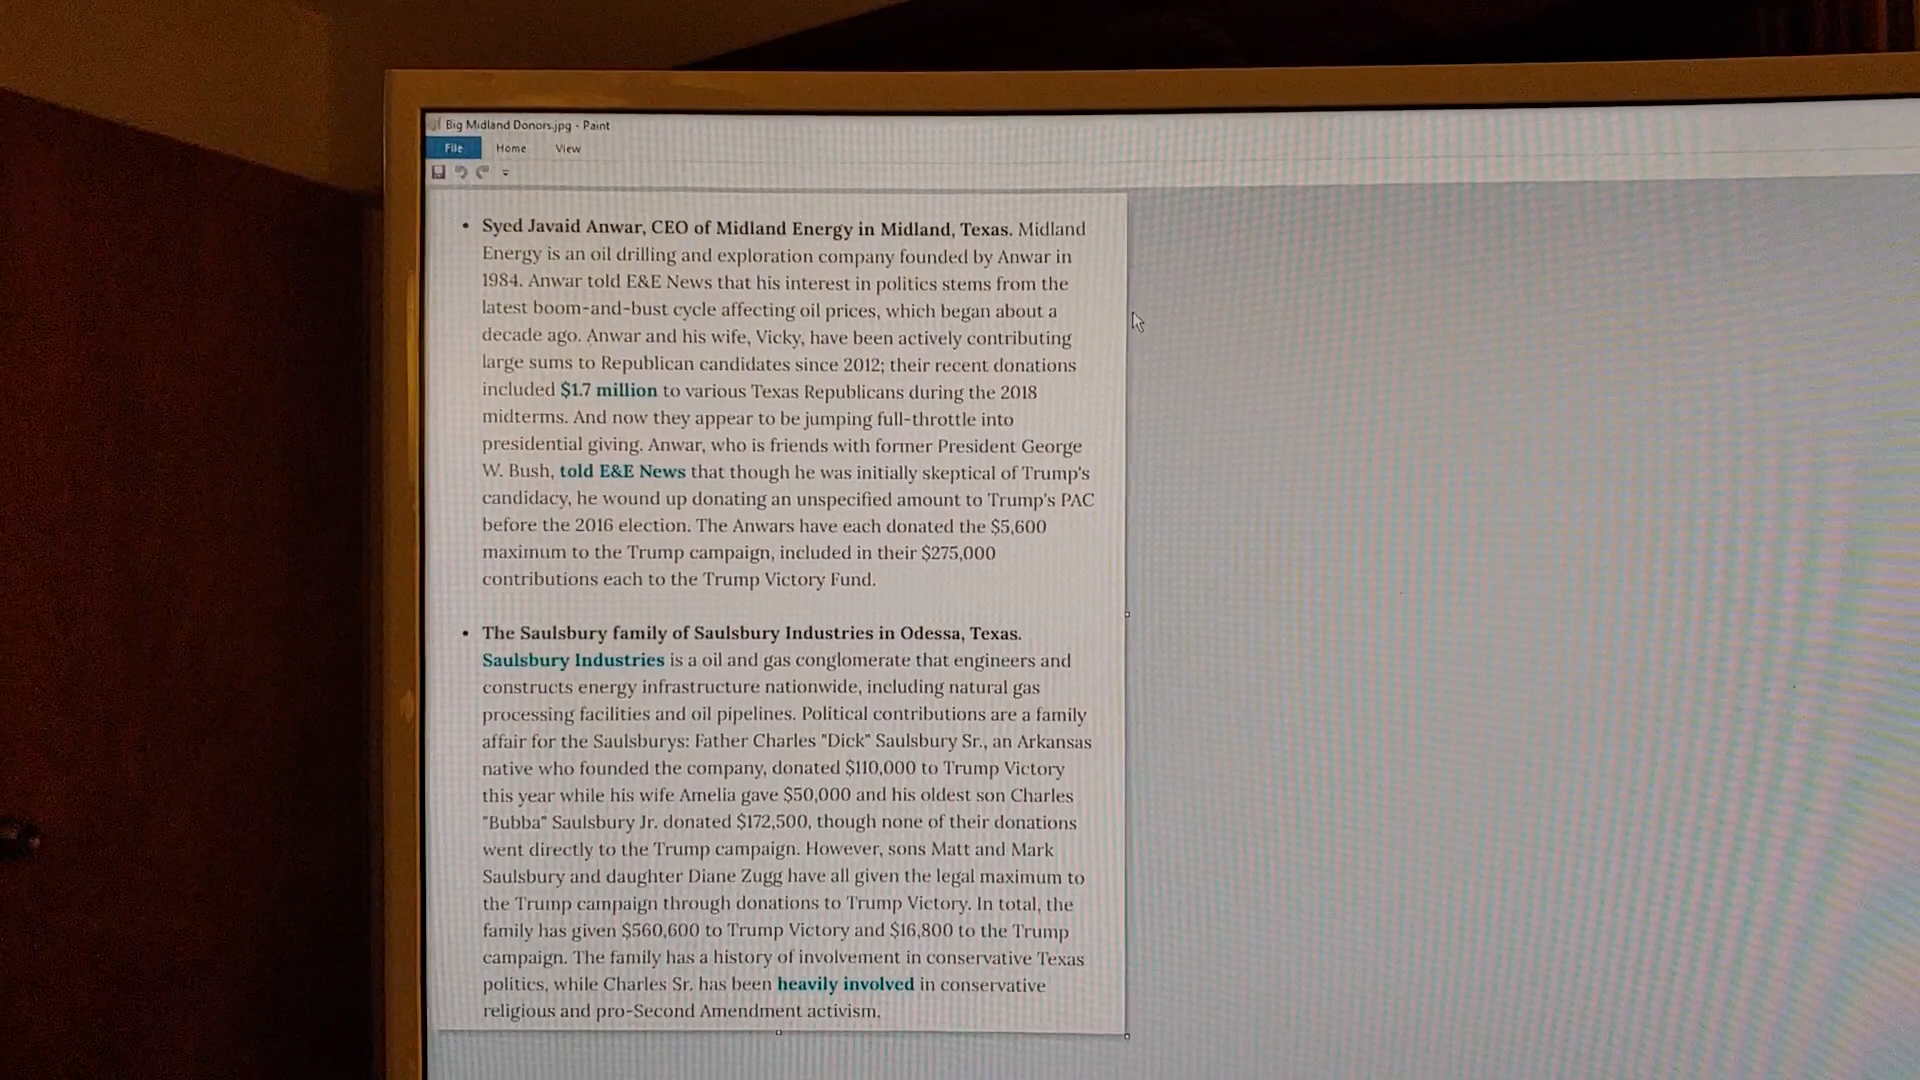 Big Midland Donors.jpg - Paint
File Home View
• Syed Javaid Anwar, CEO of Midland Energy in Midland, Texas. Midland
Energy is an oil drilling and exploration company founded by Anwar in
1984. Anwar told E&E News that his interest in politics stems from the
latest boom-and-bust cycle affecting oil prices, which began about a
decade ago. Anwar and his wife, Vicky, have been actively contributing
large sums to Republican candidates since 2012; their recent donations
included $1.7 million to various Texas Republicans during the 2018
midterms. And now they appear to be jumping full-throttle into
presidential giving. Anwar, who is friends with former President George
W. Bush, told E&E News that though he was initially skeptical of Trump's
candidacy, he wound up donating an unspecified amount to Trump's PAC
before the 2016 election. The Anwars have each donated the $5,600
maximum to the Trump campaign, included in their $275,000
contributions each to the Trump Victory Fund.
• The Saulsbury family of Saulsbury Industries in Odessa, Texas.
Saulsbury Industries is a oil and gas conglomerate that engineers and
constructs energy infrastructure nationwide, including natural gas
processing facilities and oil pipelines. Political contributions are a family
affair for the Saulsburys: Father Charles "Dick" Saulsbury Sr., an Arkansas
native who founded the company, donated $110,000 to Trump Victory
this year while his wife Amelia gave $50,000 and his oldest son Charles
"Bubba" Saulsbury Jr. donated $172,500, though none of their donations
went directly to the Trump campaign. However, sons Matt and Mark
Saulsbury and daughter Diane Zugg have all given the legal maximum to
the Trump campaign through donations to Trump Victory. In total, the
family has given $560,600 to Trump Victory and $16,800 to the Trump
campaign. The family has a history of involvement in conservative Texas
politics, while Charles Sr. has been heavily involved in conservative
religious and pro-Second Amendment activism.